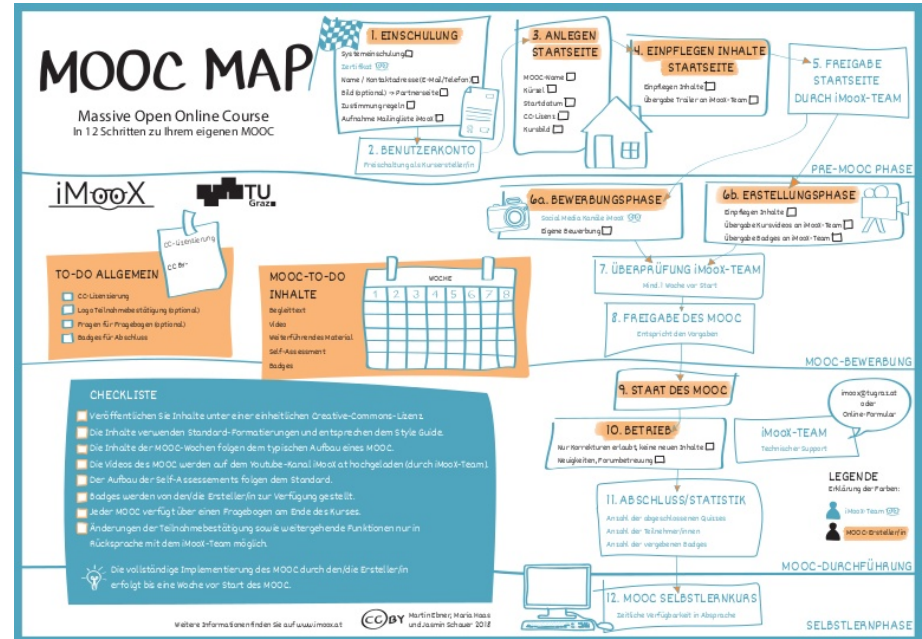 MOOC MAP
Massive Open Online Course
In 12 Schritten zu Ihrem eigenen MOOC
1. EINSCHULUNG
Systemeinschulung
Zertifikat
Name / Kontaktadresse (E-Mail/Telefon)
Bild (optional) → Partnerseite
Zustimmung regeln
Aufnahme Mailingliste iMooX
2. BENUTZERKONTO
Freischaltung als Kursersteller/in
3. ANLEGEN
STARTSEITE
MOOC-Name
Kürzel
Startdatum
CC-Lizenz
Kursbild
4. EINPFLEGEN INHALTE
STARTSEITE
Einpflegen Inhalte
Übergabe Trailer an iMooX-Team
5. FREIGABE
STARTSEITE
DURCH iMooX-TEAM
PRE-MOOC PHASE
iMooX
TU
Graz
6a. BEWERBUNGSPHASE
Social Media Kanäle iMooX
Eigene Bewerbung
6b. ERSTELLUNGSPHASE
Einpflegen Inhalte
Übergabe Kursvideos an iMooX-Team
Übergabe Badges an iMooX-Team
7. ÜBERPRÜFUNG iMooX-TEAM
Mind. 1 Woche vor Start
8. FREIGABE DES MOOC
Entspricht den Vorgaben
MOOC-BEWERBUNG
CC-Lizensierung
CC BY-
TO-DO ALLGEMEIN
CC-Lizensierung
Logo Teilnahmebestätigung (optional)
Fragen für Fragebogen (optional)
Badges für Abschluss
MOOC-TO-DO
INHALTE
Begleittext
Video
Weiterführendes Material
Self-Assessment
Badges
WOCHE
1 2 3 4 5 6 7 8
CHECKLISTE
Veröffentlichen Sie Inhalte unter einer einheitlichen Creative-Commons-Lizenz
Die Inhalte verwenden Standard-Formatierungen und entsprechen dem Style Guide.
Die Inhalte der MOOC-Wochen folgen dem typischen Aufbau eines MOOC.
Die Videos des MOOC werden auf dem Youtube-Kanal iMooX at hochgeladen (durch iMooX-Team).
Der Aufbau der Self-Assessments folgen dem Standard.
Badges werden von den/die Ersteller/in zur Verfügung gestellt.
Jeder MOOC verfügt über einen Fragebogen am Ende des Kurses.
Änderungen der Teilnahmebestätigung sowie weitergehende Funktionen nur in
Rücksprache mit dem iMooX-Team möglich.
Die vollständige Implementierung des MOOC durch den/die Ersteller/in
erfolgt bis eine Woche vor Start des MOOC.
9. START DES MOOC
10. BETRIEB
Nur Korrekturen erlaubt, keine neuen Inhalte
Neuigkeiten, Forumbetreuung
imoox@tugraz.at
oder
Online-Formular
iMooX-TEAM
Technischer Support
11. ABSCHLUSS/STATISTIK
Anzahl der abgeschlossenen Quizzes
Anzahl der Teilnehmer/innen
Anzahl der vergebenen Badges
LEGENDE
Erklärung der Farben:
iMooX-Team
MOOC-Ersteller/in
MOOC-DURCHFÜHRUNG
12. MOOC SELBSTLERNKURS
Zeitliche Verfügbarkeit in Absprache
SELBSTLERNPHASE
Weitere Informationen finden Sie auf www.imoox.at
CC BY
Martin Ebner, Maria Haas
und Jasmin Schauer 2018